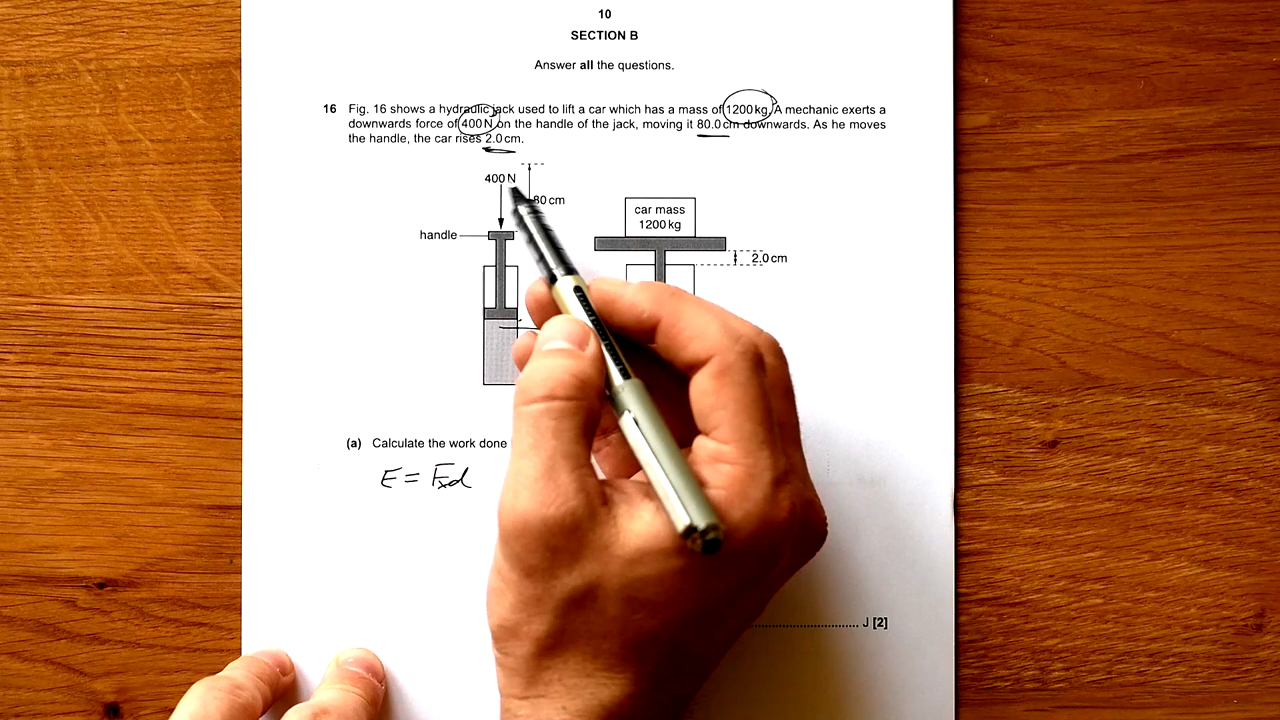 10
SECTION B
Answer all the questions.
16 Fig. 16 shows a hydraulic jack used to lift a car which has a mass of 1200 kg. A mechanic exerts a
downwards force of 400 N on the handle of the jack, moving it 80.0 cm downwards. As he moves
the handle, the car rises 2.0 cm.
400 N
80 cm
car mass
1200 kg
handle
2.0 cm
(a) Calculate the work done
E = Fxd
J [2]